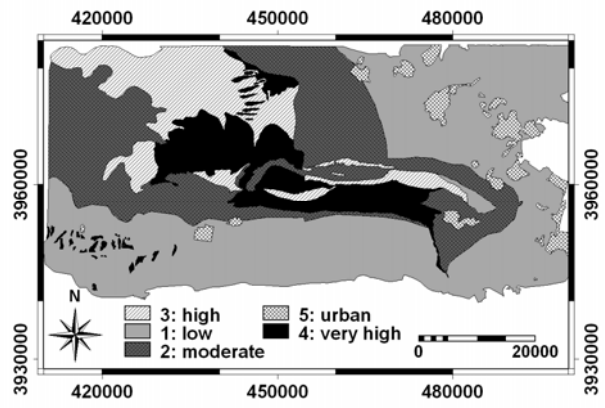 420000 450000 480000
3960000 3960000
N
3: high 5: urban
1: low 4: very high
2: moderate 20000
3930000 3930000
420000 450000 480000